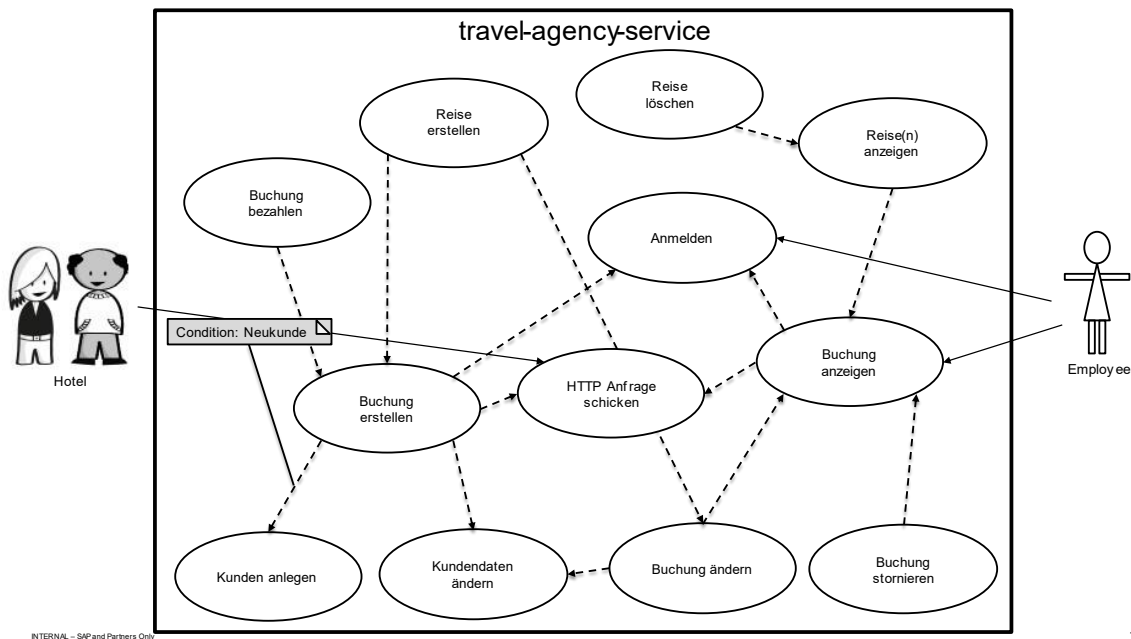 travel-agency-service
Reise
löschen
Reise
erstellen
Reise(n)
anzeigen
Buchung
bezahlen
Anmelden
Condition: Neukunde
Hotel
Employee
Buchung
anzeigen
HTTP Anfrage
schicken
Buchung
erstellen
Kunden anlegen
Kundendaten
ändern
Buchung ändern
Buchung
stornieren
INTERNAL – SAP and Partners Only